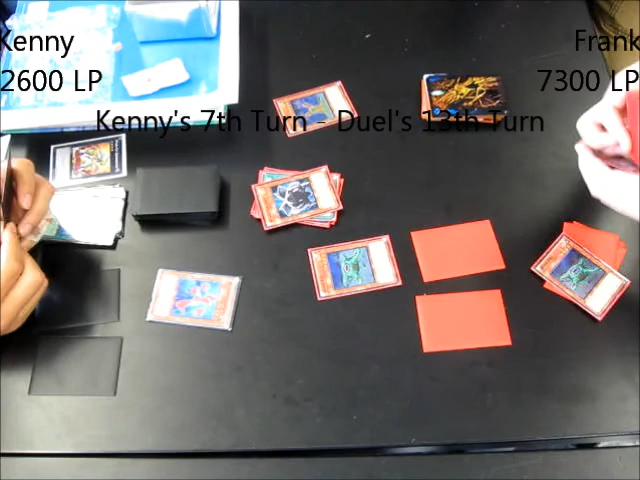 Kenny
Frank
2600 LP
7300 LP
Kenny's 7th Turn
Duel's 13th Turn